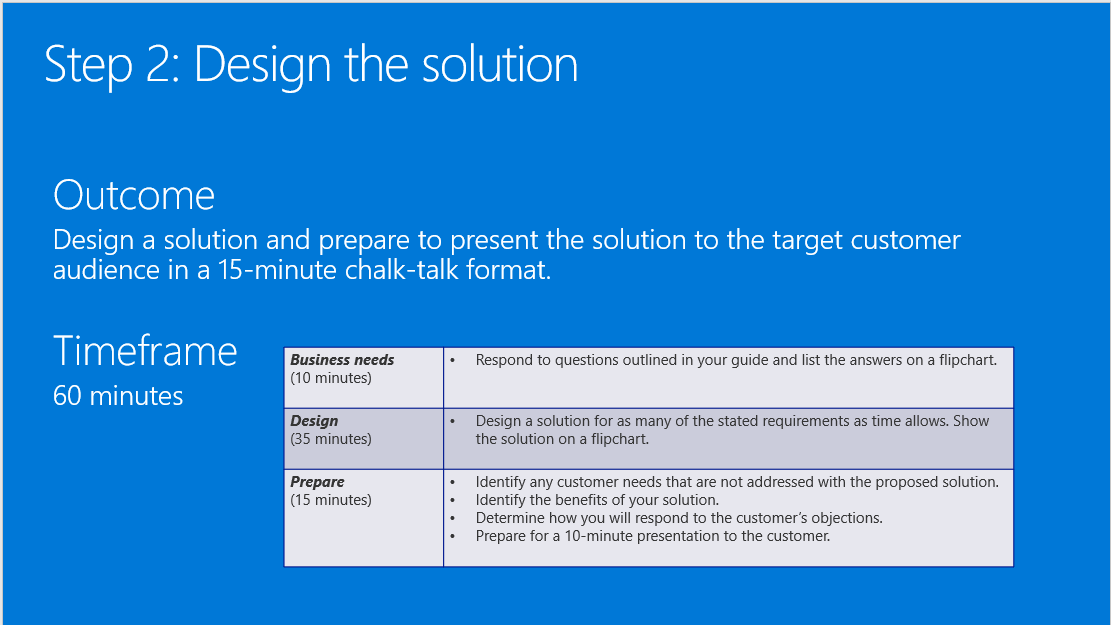 Step 2: Design the solution
Outcome
Design a solution and prepare to present the solution to the target customer
audience in a 15-minute chalk-talk format.
Timeframe
60 minutes
Business needs
(10 minutes)
• Respond to questions outlined in your guide and list the answers on a flipchart.
Design
(35 minutes)
• Design a solution for as many of the stated requirements as time allows. Show
the solution on a flipchart.
Prepare
(15 minutes)
• Identify any customer needs that are not addressed with the proposed solution.
• Identify the benefits of your solution.
• Determine how you will respond to the customer’s objections.
• Prepare for a 10-minute presentation to the customer.